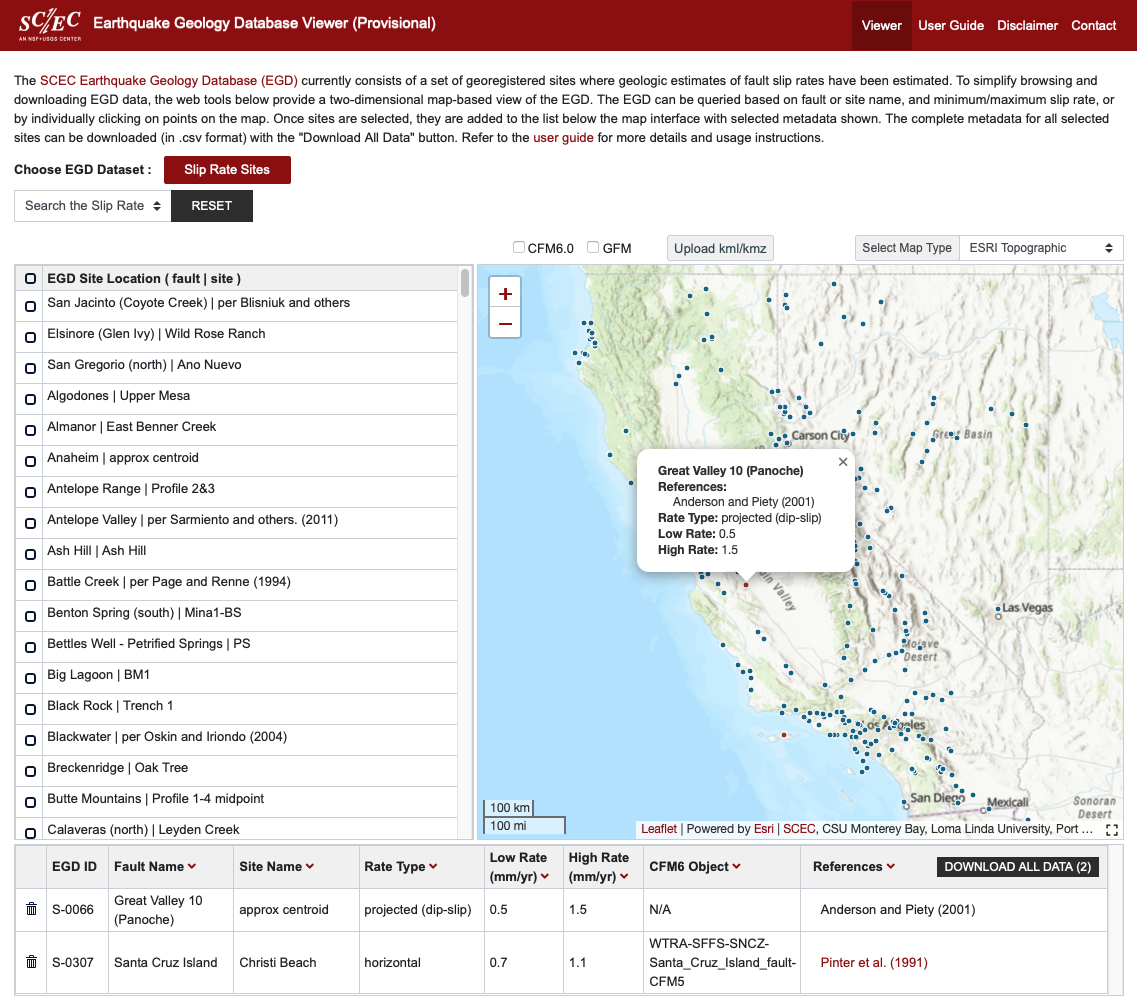 SC/EC
AN NSF+USGS CENTER
Earthquake Geology Database Viewer (Provisional)
Viewer
User Guide
Disclaimer
Contact
The SCEC Earthquake Geology Database (EGD) currently consists of a set of georegistered sites where geologic estimates of fault slip rates have been estimated. To simplify browsing and
downloading EGD data, the web tools below provide a two-dimensional map-based view of the EGD. The EGD can be queried based on fault or site name, and minimum/maximum slip rate, or
by individually clicking on points on the map. Once sites are selected, they are added to the list below the map interface with selected metadata shown. The complete metadata for all selected
sites can be downloaded (in .csv format) with the "Download All Data" button. Refer to the user guide for more details and usage instructions.
Choose EGD Dataset :
Slip Rate Sites
Search the Slip Rate
RESET
CFM6.0
GFM
Upload kml/kmz
Select Map Type
ESRI Topographic
EGD Site Location ( fault | site )
San Jacinto (Coyote Creek) | per Blisniuk and others
Elsinore (Glen Ivy) | Wild Rose Ranch
San Gregorio (north) | Ano Nuevo
Algodones | Upper Mesa
Almanor | East Benner Creek
Anaheim | approx centroid
Antelope Range | Profile 2&3
Antelope Valley | per Sarmiento and others. (2011)
Ash Hill | Ash Hill
Battle Creek | per Page and Renne (1994)
Benton Spring (south) | Mina1-BS
Bettles Well - Petrified Springs | PS
Big Lagoon | BM1
Black Rock | Trench 1
Blackwater | per Oskin and Iriondo (2004)
Breckenridge | Oak Tree
Butte Mountains | Profile 1-4 midpoint
Calaveras (north) | Leyden Creek
+
−
Great Basin
Carson City
×
Great Valley 10 (Panoche)
References:
Anderson and Piety (2001)
Rate Type: projected (dip-slip)
Low Rate: 0.5
High Rate: 1.5
Valley
Las Vegas
Mojave
Desert
Los Angeles
San Diego
Mexicali
Sonoran
Desert
100 km
100 mi
Leaflet | Powered by Esri | SCEC, CSU Monterey Bay, Loma Linda University, Port ...
EGD ID
Fault Name
Site Name
Rate Type
Low Rate
(mm/yr)
High Rate
(mm/yr)
CFM6 Object
References
DOWNLOAD ALL DATA (2)
S-0066
Great Valley 10
(Panoche)
approx centroid
projected (dip-slip)
0.5
1.5
N/A
Anderson and Piety (2001)
S-0307
Santa Cruz Island
Christi Beach
horizontal
0.7
1.1
WTRA-SFFS-SNCZ-
Santa_Cruz_Island_fault-
CFM5
Pinter et al. (1991)